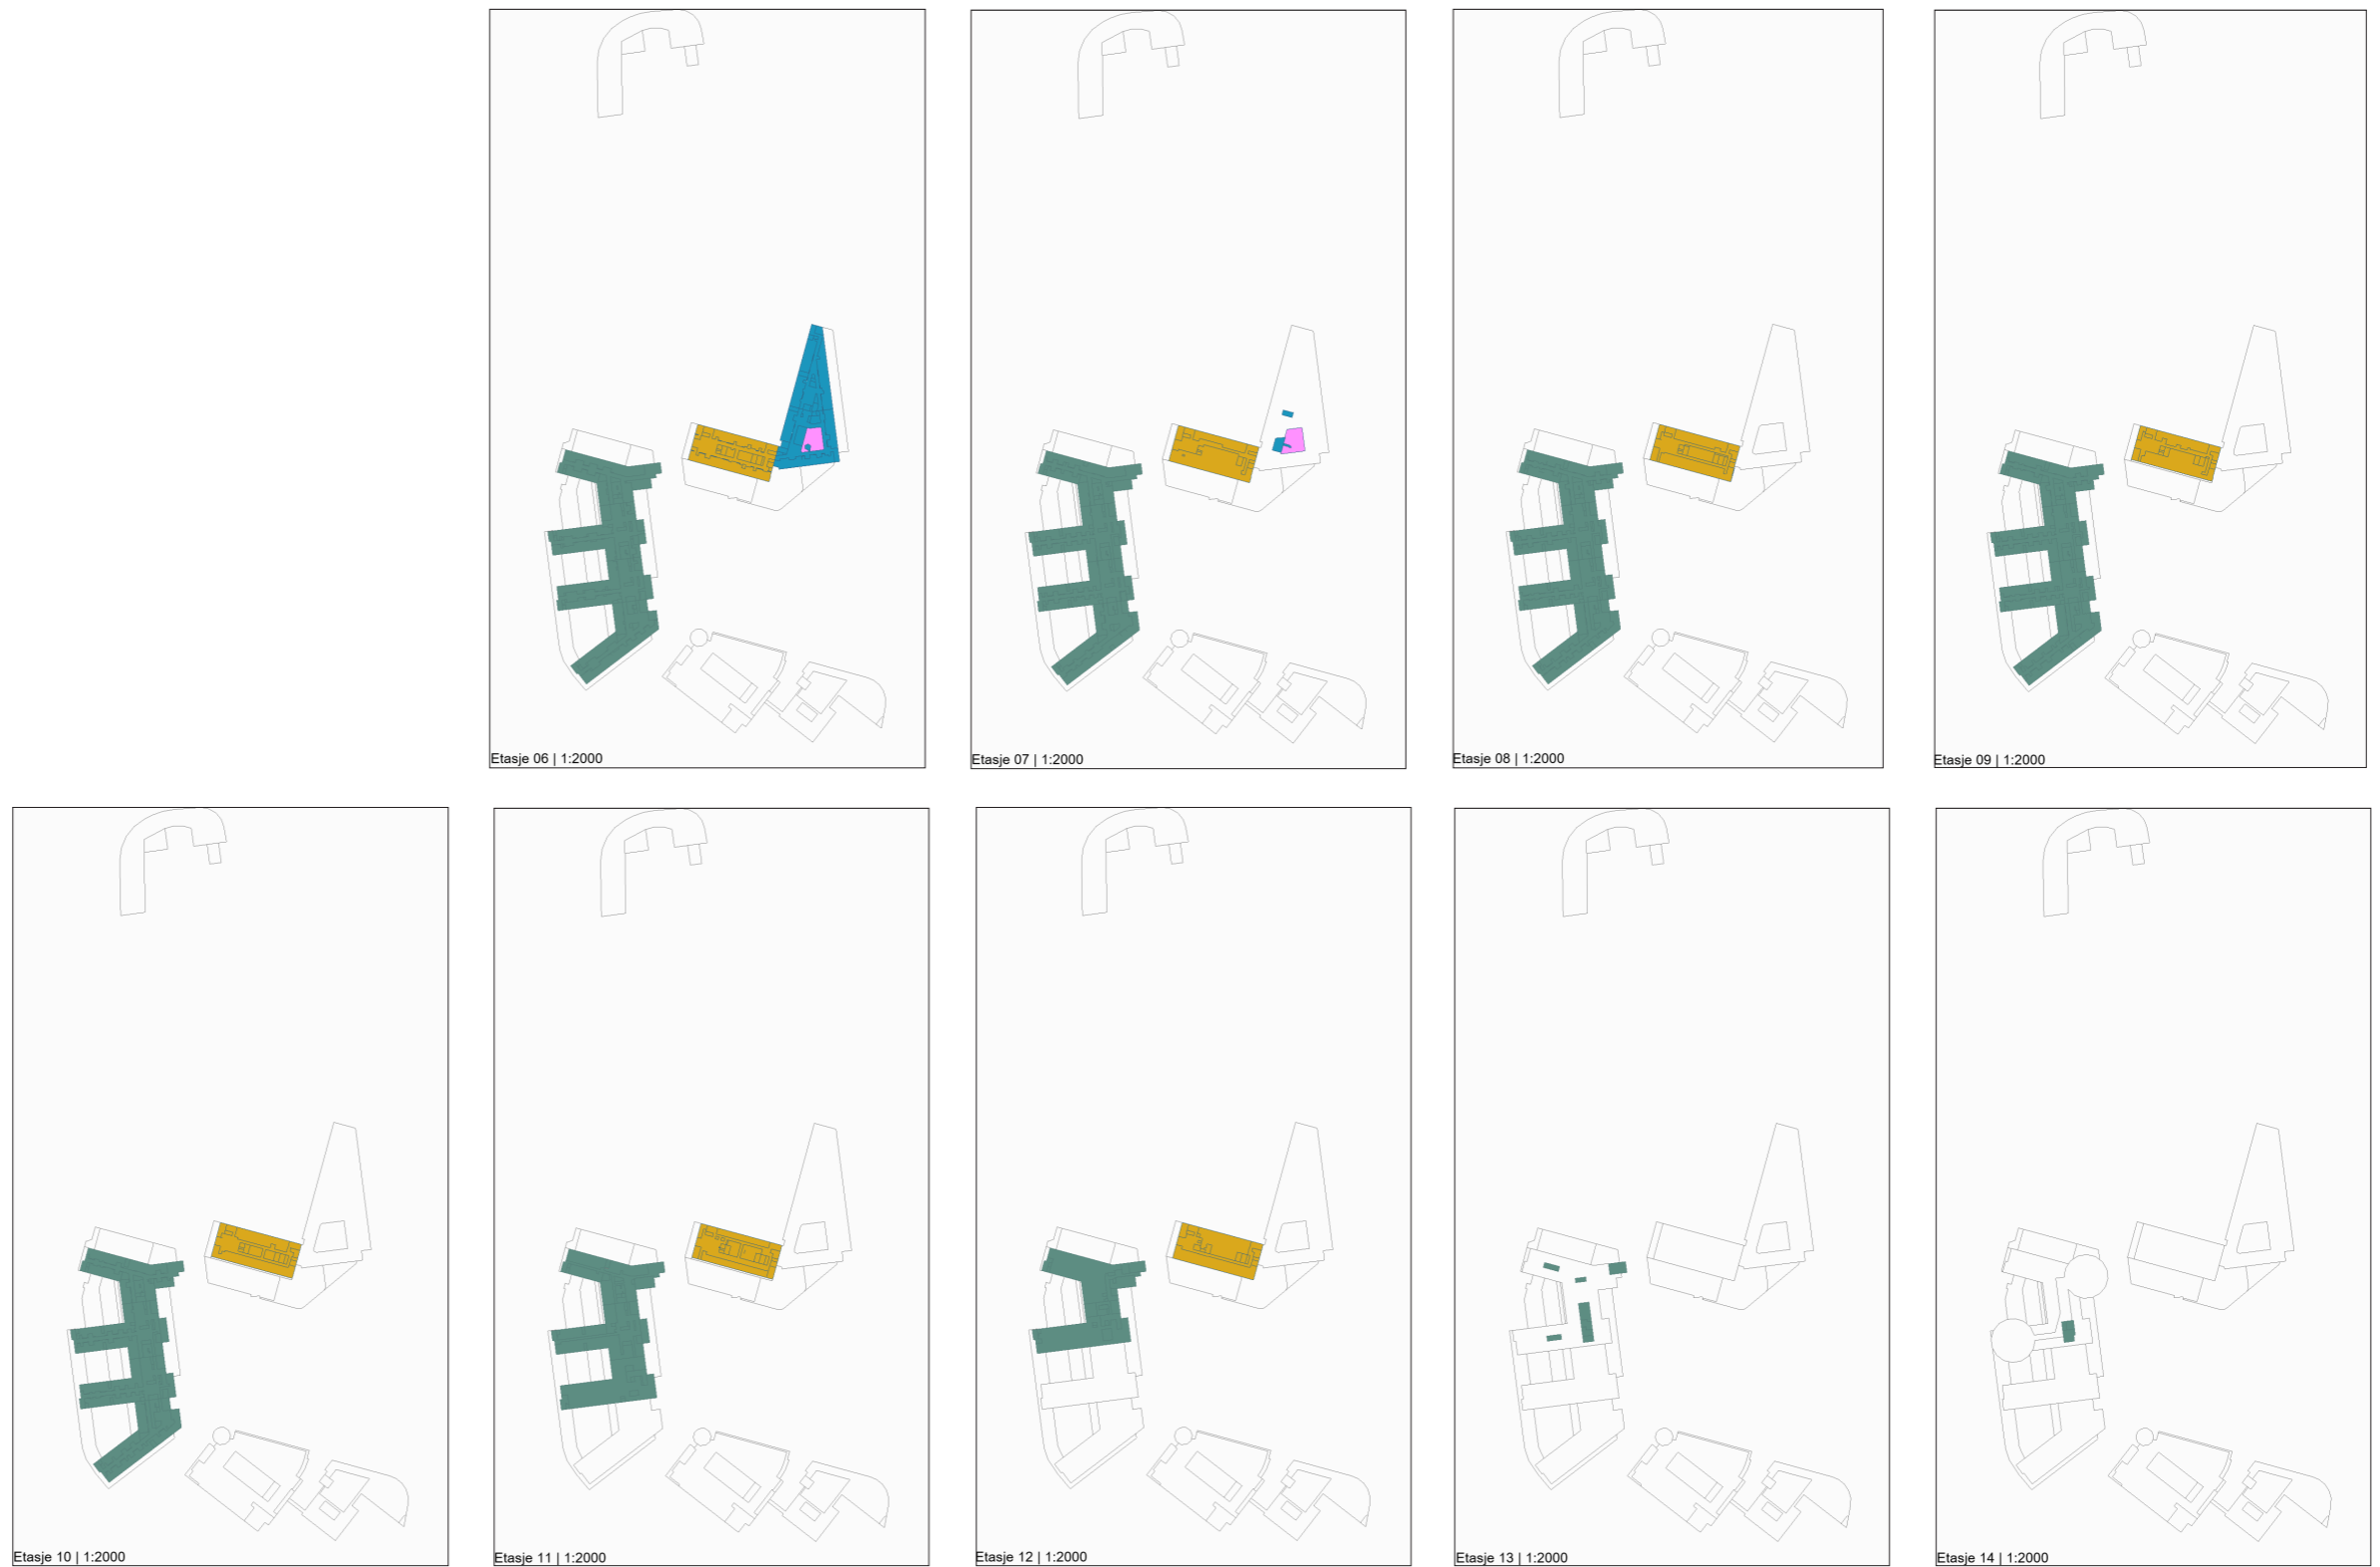 Etasje 06 | 1:2000
Etasje 07 | 1:2000
Etasje 08 | 1:2000
Etasje 09 | 1:2000
Etasje 10 | 1:2000
Etasje 11 | 1:2000
Etasje 12 | 1:2000
Etasje 13 | 1:2000
Etasje 14 | 1:2000